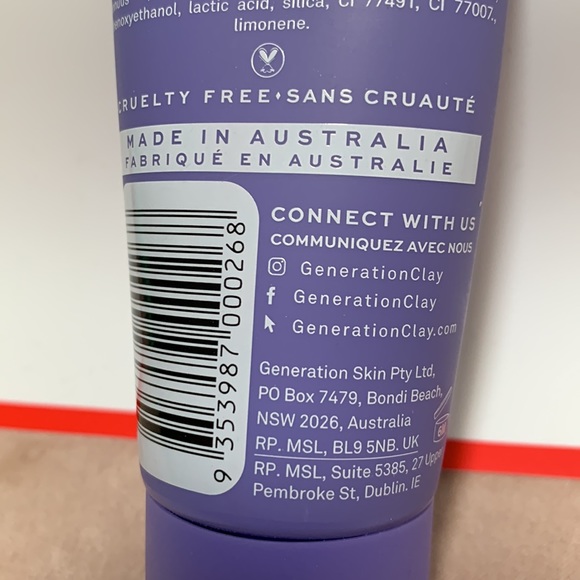 enoxyethanol, lactic acid, silica, CI 77491, CI 77007.,
limonene.
CRUELTY FREE♦SANS CRUAUTÉ
MADE IN AUSTRALIA
FABRIQUÉ EN AUSTRALIE
CONNECT WITH US
COMMUNIQUEZ AVEC NOUS
GenerationClay
GenerationClay
GenerationClay.com
Generation Skin Pty Ltd,
PO Box 7479, Bondi Beach,
NSW 2026, Australia
RP. MSL, BL9 5NB. UK
RP. MSL, Suite 5385, 27 Upper
Pembroke St, Dublin. IE
6M
9 353987 000268